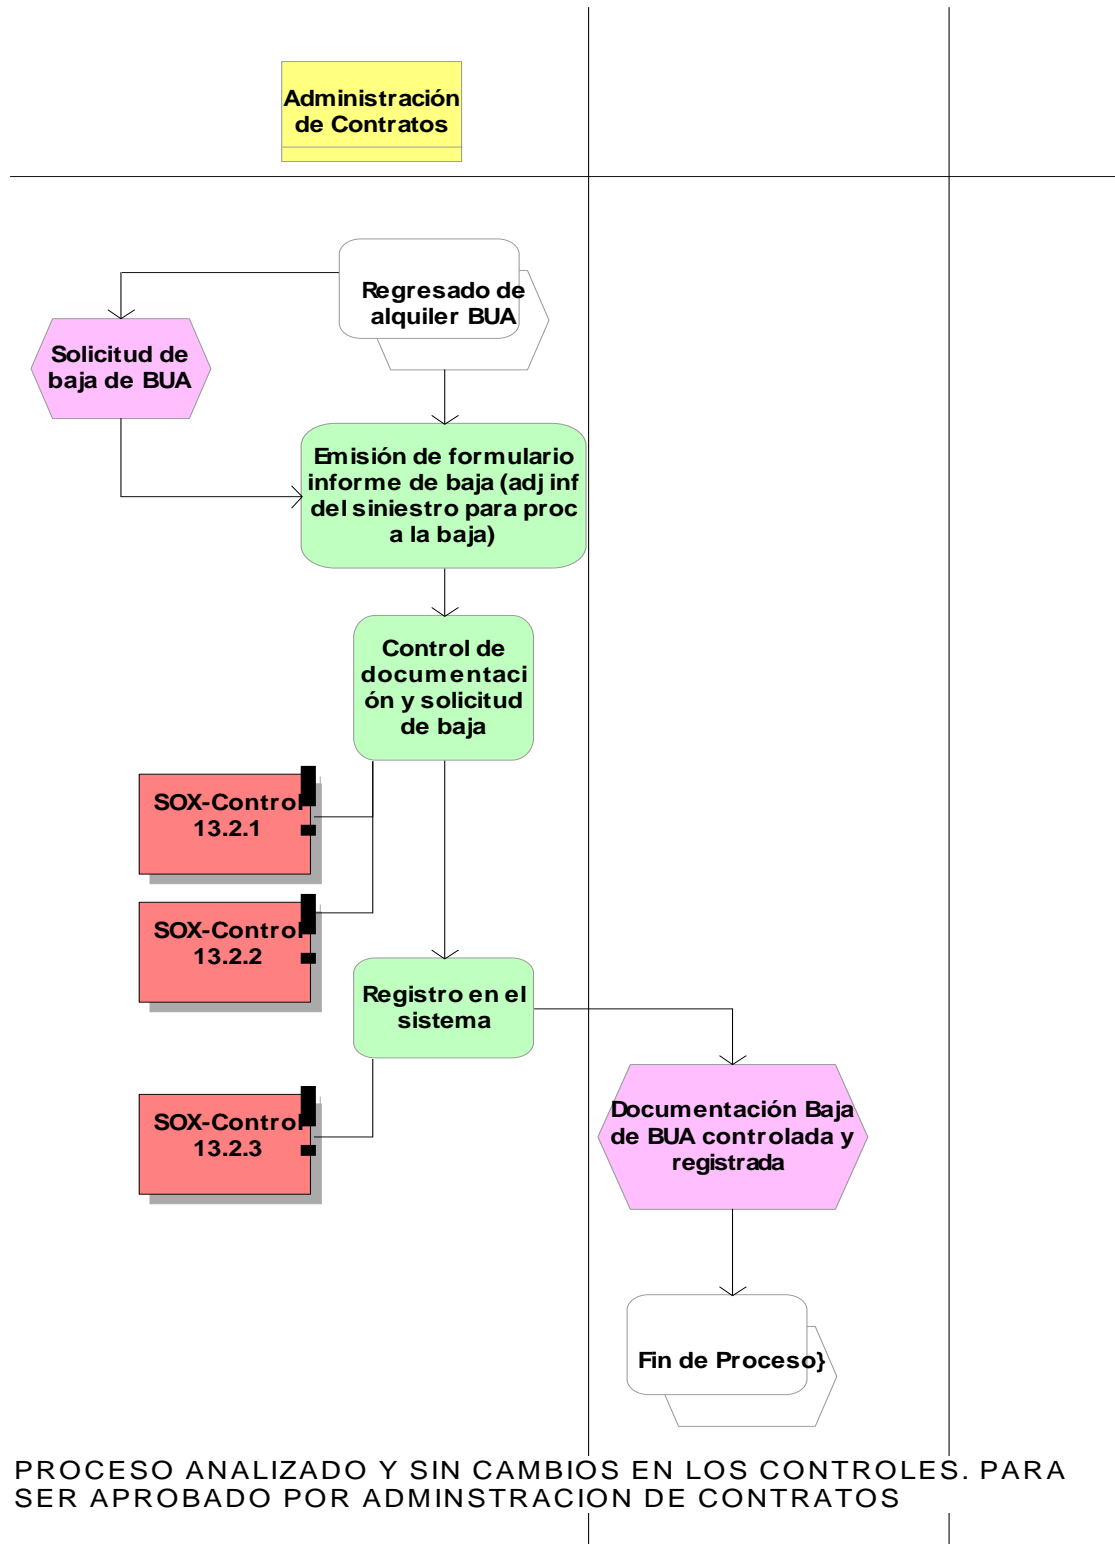 Administración
de Contratos
Regresado de
alquiler BUA
Solicitud de
baja de BUA
Emisión de formulario
informe de baja (adj inf
del siniestro para proc
a la baja)
Control de
documentaci
ón y solicitud
de baja
SOX-Control
13.2.1
SOX-Control
13.2.2
Registro en el
sistema
SOX-Control
13.2.3
Documentación Baja
de BUA controlada y
registrada
Fin de Proceso}
PROCESO ANALIZADO Y SIN CAMBIOS EN LOS CONTROLES. PARA
SER APROBADO POR ADMINSTRACION DE CONTRATOS